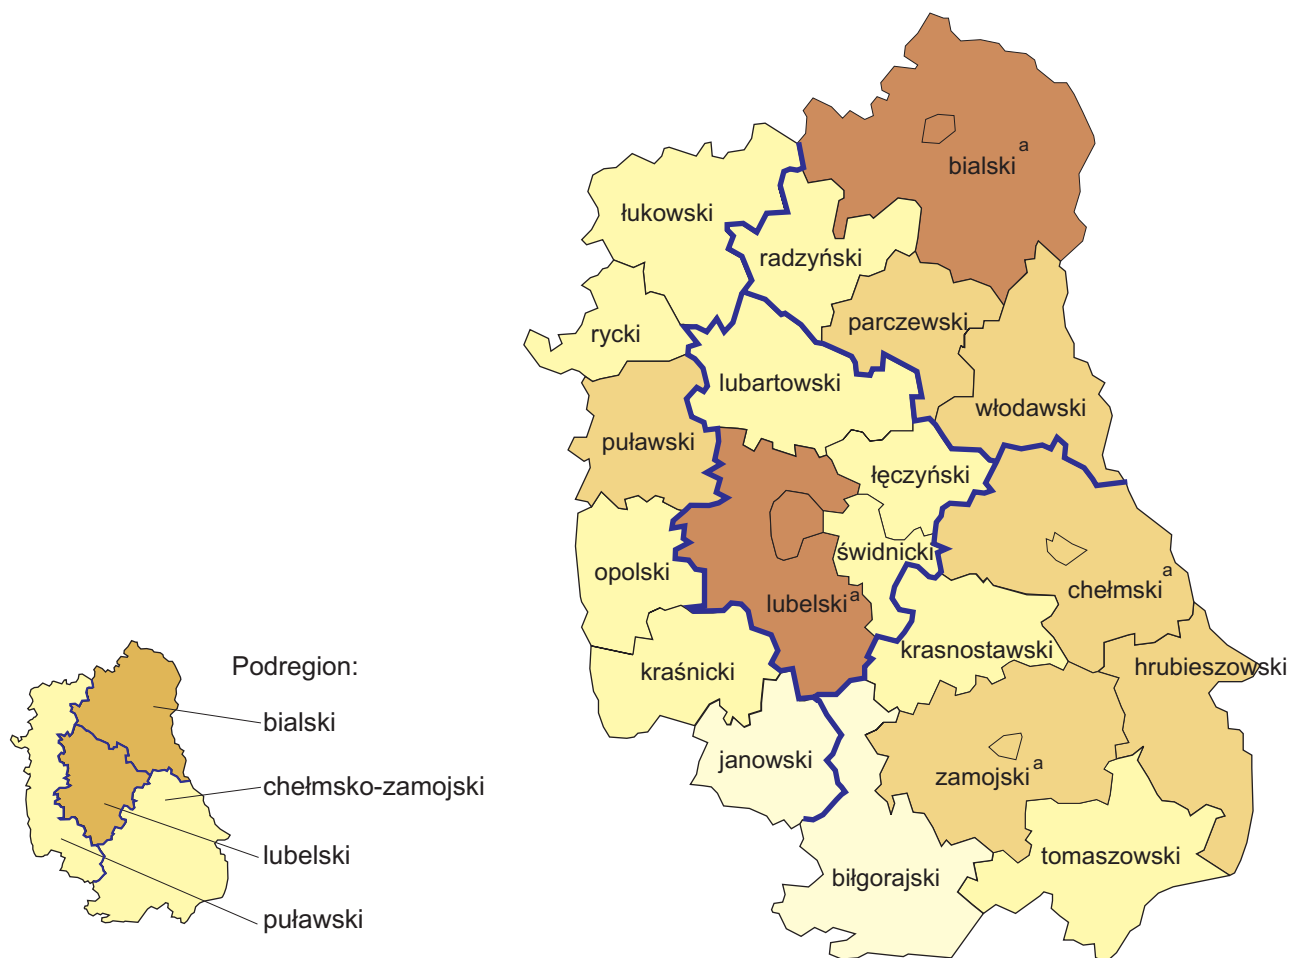 bialski a
łukowski
radzyński
parczewski
rycki
lubartowski
włodawski
puławski
łęczyński
świdnicki
opolski
chełmski a
lubelski a
krasnostawski
hrubieszowski
kraśnicki
janowski
zamojski a
tomaszowski
biłgorajski
Podregion:
bialski
chełmsko-zamojski
lubelski
puławski